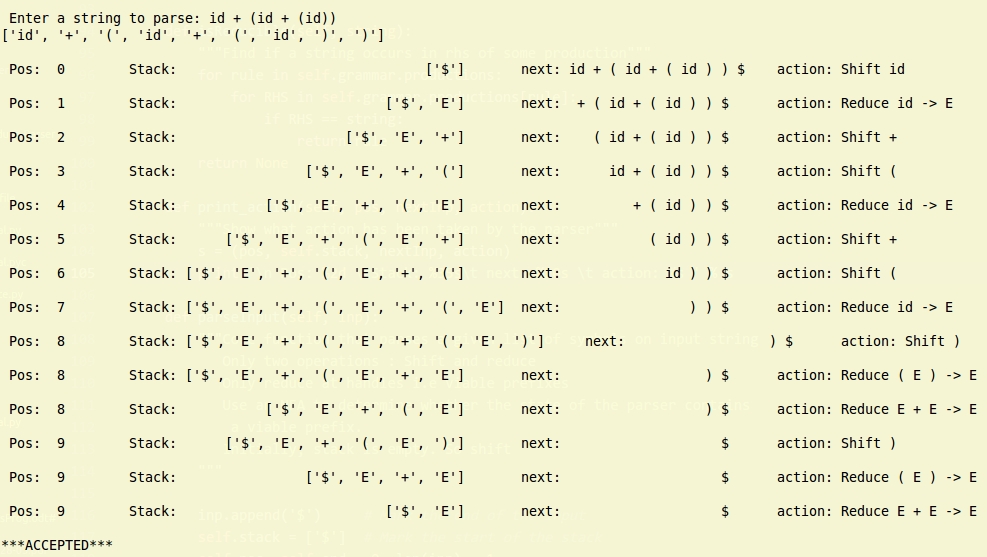 Enter a string to parse: id + (id + (id))
['id', '+', '(', 'id', '+', '(', 'id', ')', ')']
Pos: 0 Stack: ['$'] next: id + ( id + ( id ) ) $ action: Shift id
Pos: 1 Stack: ['$', 'E'] next: + ( id + ( id ) ) $ action: Reduce id -> E
Pos: 2 Stack: ['$', 'E', '+'] next: ( id + ( id ) ) $ action: Shift +
Pos: 3 Stack: ['$', 'E', '+', '('] next: id + ( id ) ) $ action: Shift (
Pos: 4 Stack: ['$', 'E', '+', '(', 'E'] next: + ( id ) ) $ action: Reduce id -> E
Pos: 5 Stack: ['$', 'E', '+', '(', 'E', '+'] next: ( id ) ) $ action: Shift +
Pos: 6 Stack: ['$', 'E', '+', '(', 'E', '+', '('] next: id ) ) $ action: Shift (
Pos: 7 Stack: ['$', 'E', '+', '(', 'E', '+', '(', 'E'] next: ) ) $ action: Reduce id -> E
Pos: 8 Stack: ['$', 'E', '+', '(', 'E', '+', '(', 'E', ')'] next: ) $ action: Shift )
Pos: 8 Stack: ['$', 'E', '+', '(', 'E', '+', 'E'] next: ) $ action: Reduce ( E ) -> E
Pos: 8 Stack: ['$', 'E', '+', '(', 'E'] next: ) $ action: Reduce E + E -> E
Pos: 9 Stack: ['$', 'E', '+', '(', 'E', ')'] next: $ action: Shift )
Pos: 9 Stack: ['$', 'E', '+', 'E'] next: $ action: Reduce ( E ) -> E
Pos: 9 Stack: ['$', 'E'] next: $ action: Reduce E + E -> E
***ACCEPTED***